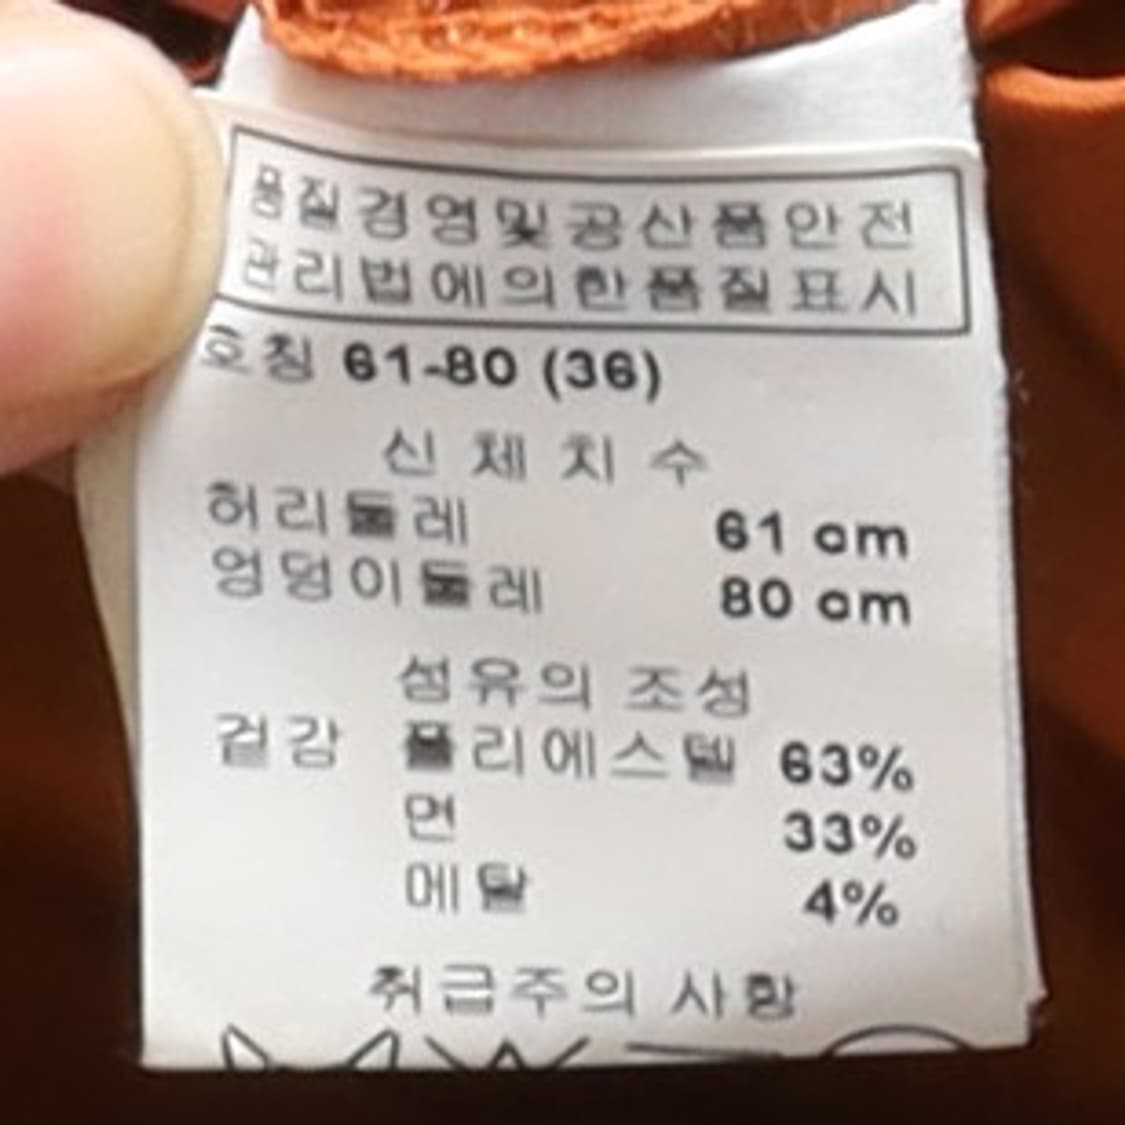 품질경영및공산품안전
관리법에의한품질표시
호칭 61-80 (36)
신 체 치 수
허리둘레 61 cm
엉덩이둘레 80 cm
섬유의 조성
겉감 폴리에스텔 63%
면 33%
메탈 4%
취급주의 사항